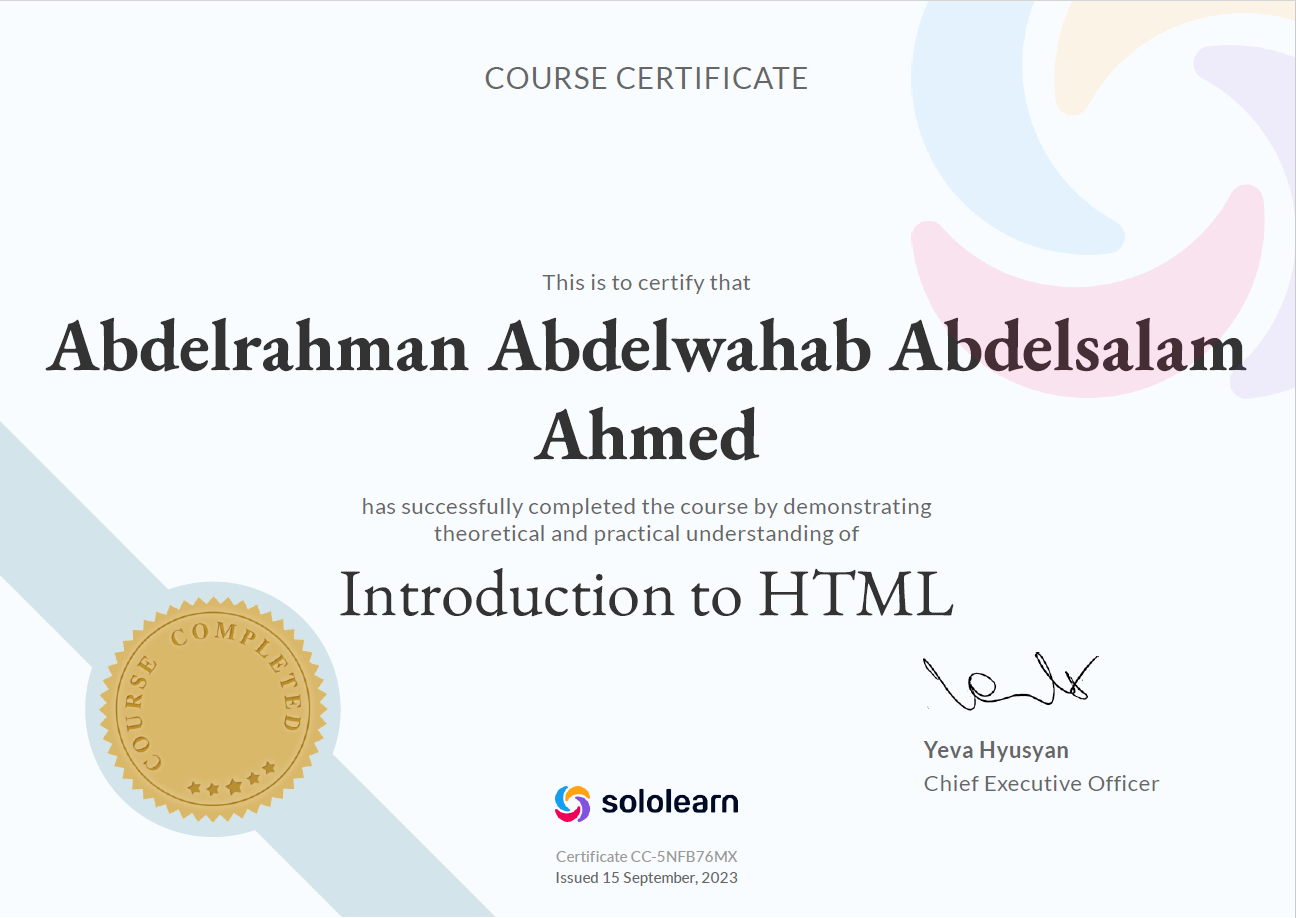 COURSE CERTIFICATE
This is to certify that
Abdelrahman Abdelwahab Abdelsalam
Ahmed
has successfully completed the course by demonstrating
theoretical and practical understanding of
Introduction to HTML
COURSE COMPLETED
Yeva Hyusyan
Chief Executive Officer
sololearn
Certificate CC-5NFB76MX
Issued 15 September, 2023